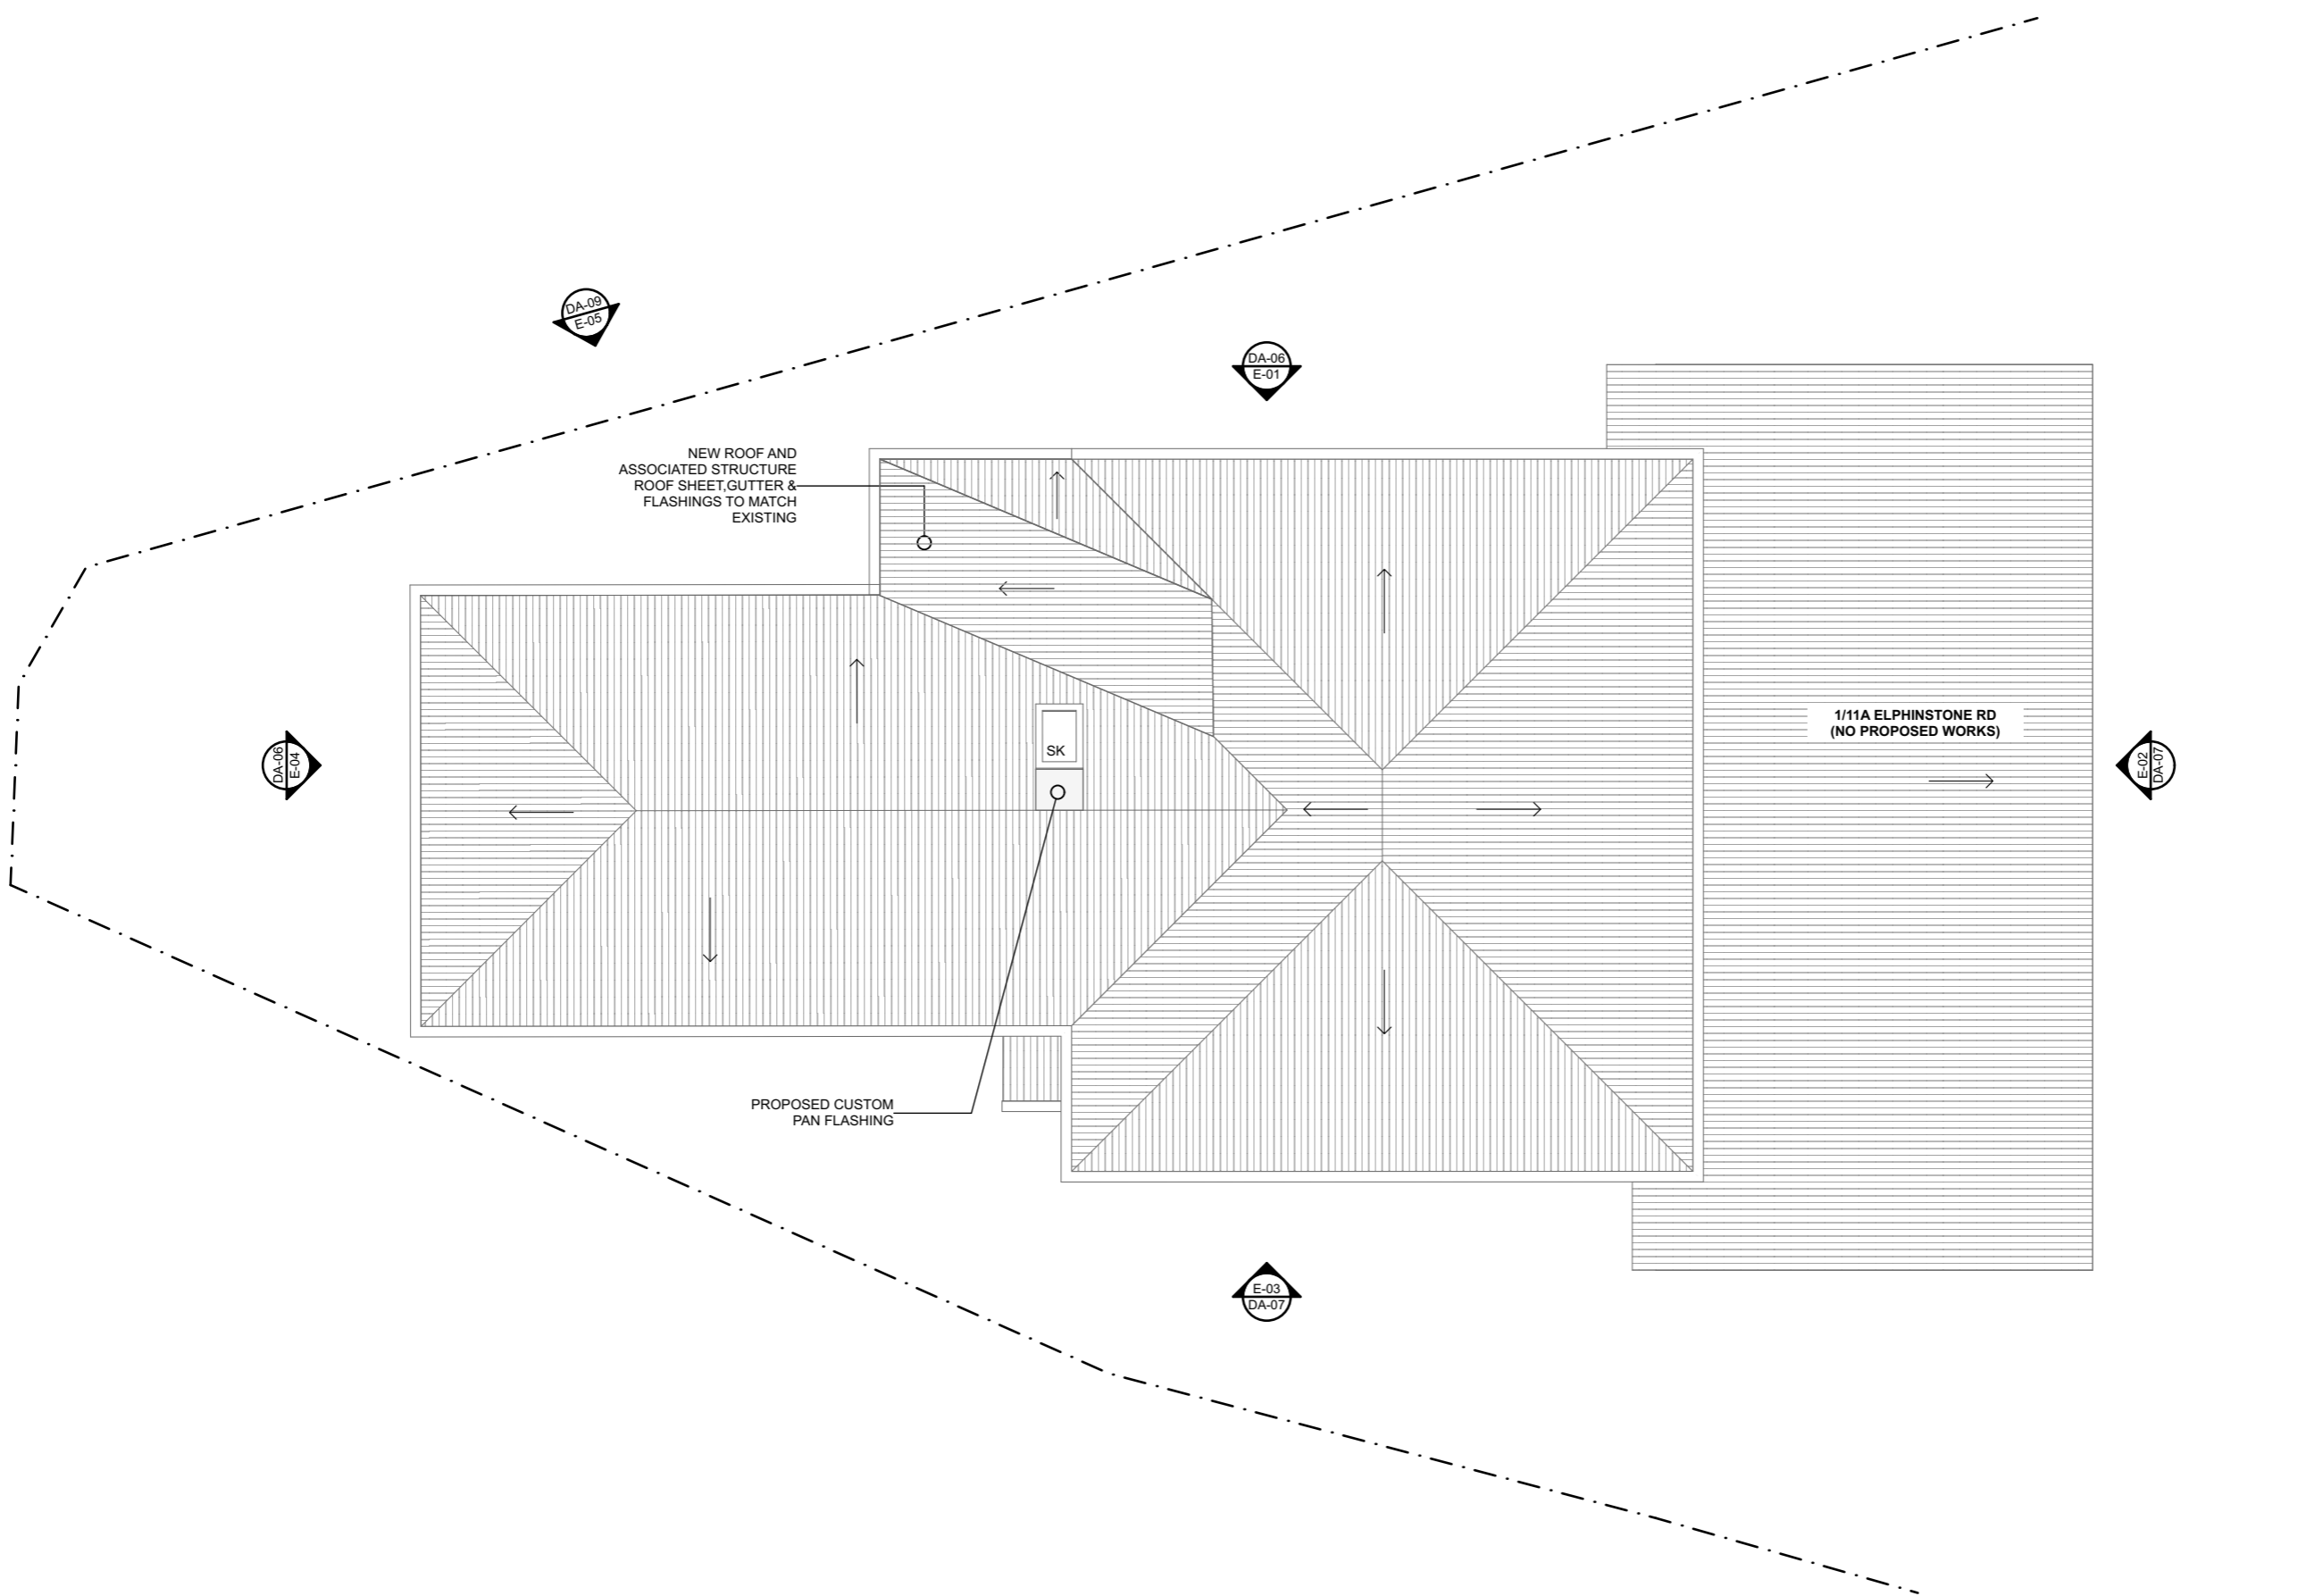 DA-09
E-05
DA-06
E-01
NEW ROOF AND
ASSOCIATED STRUCTURE
ROOF SHEET,GUTTER &
FLASHINGS TO MATCH
EXISTING
1/11A ELPHINSTONE RD
(NO PROPOSED WORKS)
SK
DA-06
E-04
E-02
DA-07
PROPOSED CUSTOM
PAN FLASHING
E-03
DA-07